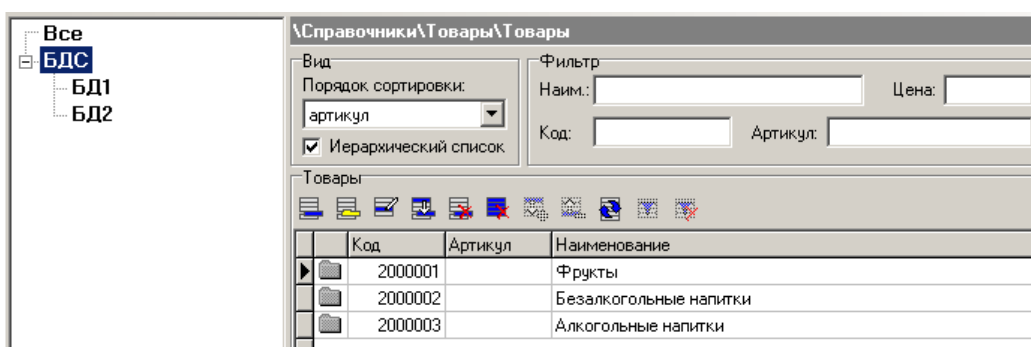 Все
БДС
БД1
БД2
\Справочники\Товары\Товары
Вид
Порядок сортировки:
артикул
Иерархический список
Фильтр
Наим.: Цена:
Код: Артикул:
Товары
Код Артикул Наименование
2000001 Фрукты
2000002 Безалкогольные напитки
2000003 Алкогольные напитки